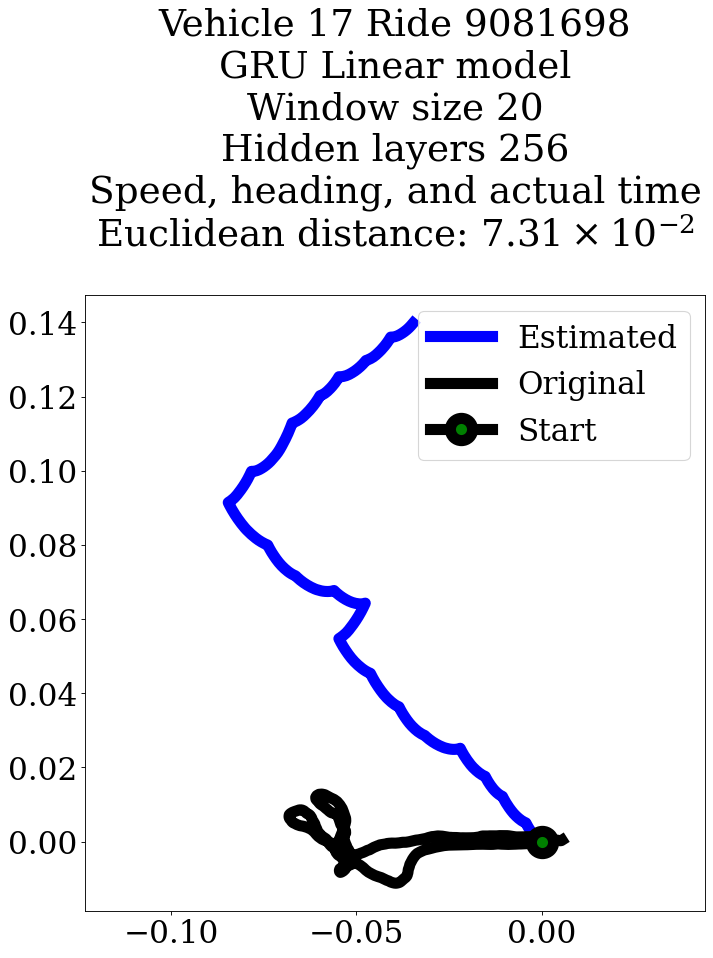 Vehicle 17 Ride 9081698
GRU Linear model
Window size 20
Hidden layers 256
Speed, heading, and actual time
Euclidean distance: 7.31 × 10⁻²
0.14
0.12
0.10
0.08
0.06
0.04
0.02
0.00
Estimated
Original
Start
−0.10
−0.05
0.00